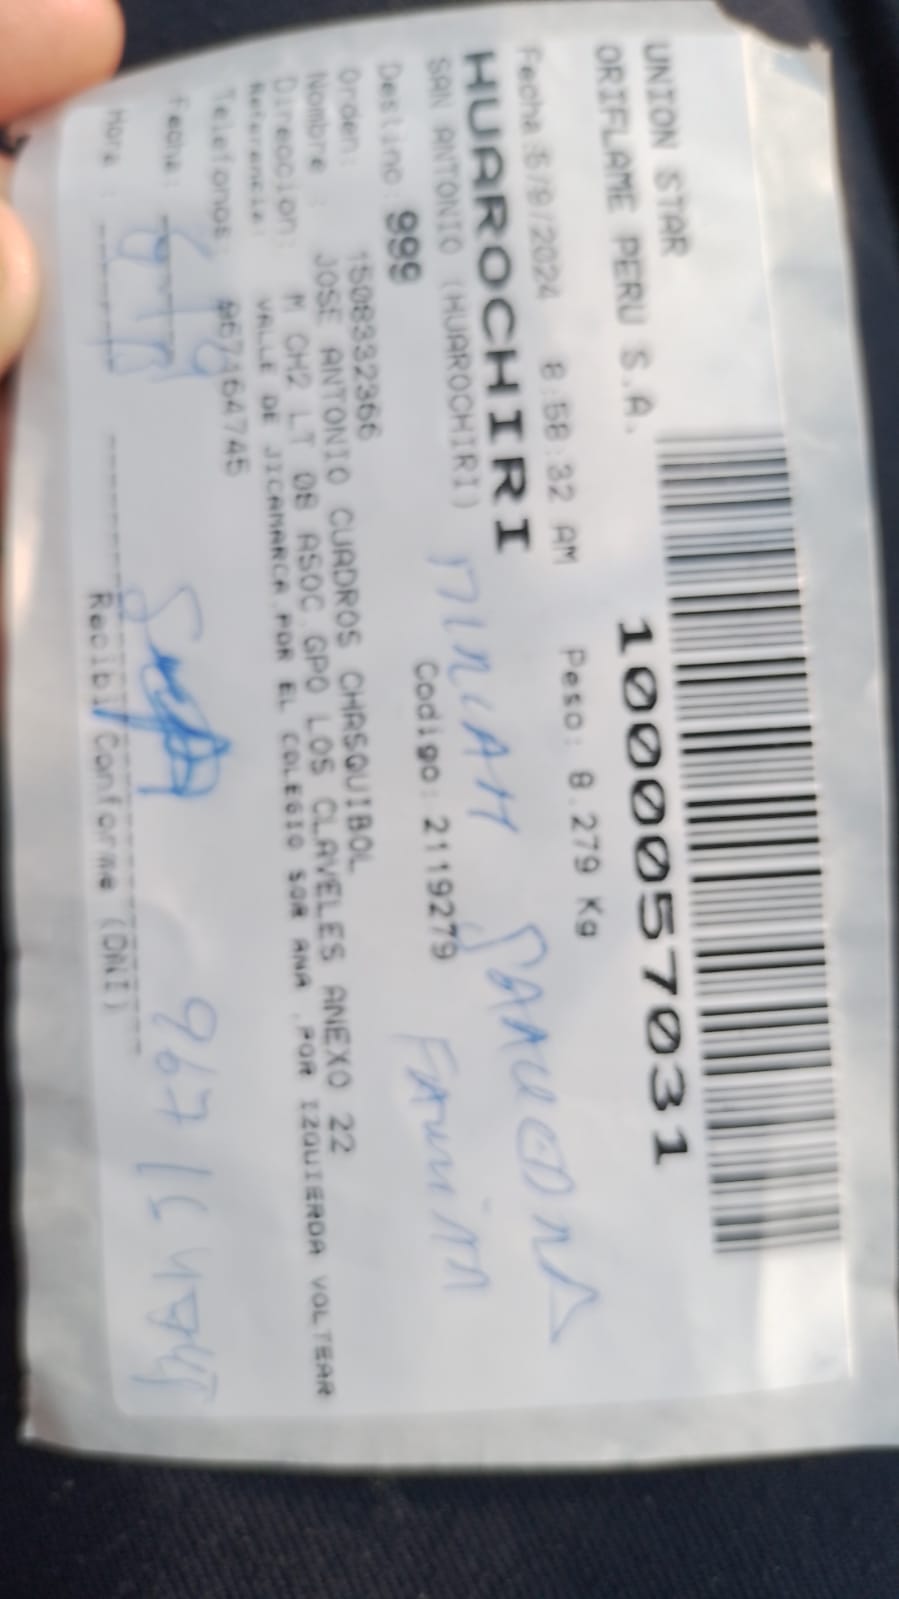 UNION STAR
ORIFLAME PERU S.A.
10000057031
Fecha:5/9/2024 8:58:32 AM Peso: 8.279 Kg
HUAROCHIRI
SAN ANTONIO (HUAROCHIRI)
Destino: 999 Codigo: 2119279
Orden: 150832366
Nombre : JOSE ANTONIO CUADROS CHASQUIBOL
Direccion: M CH2 LT 08 ASOC.GPO LOS CLAVELES ANEXO 22
Referencia: VALLE DE JICAMARCA,POR EL COLEGIO SOR ANA ,POR IZQUIERDA VOLTEAR
Telefonos: 967464745
Fecha:
Hora :
Recibi Conforme (DNI)